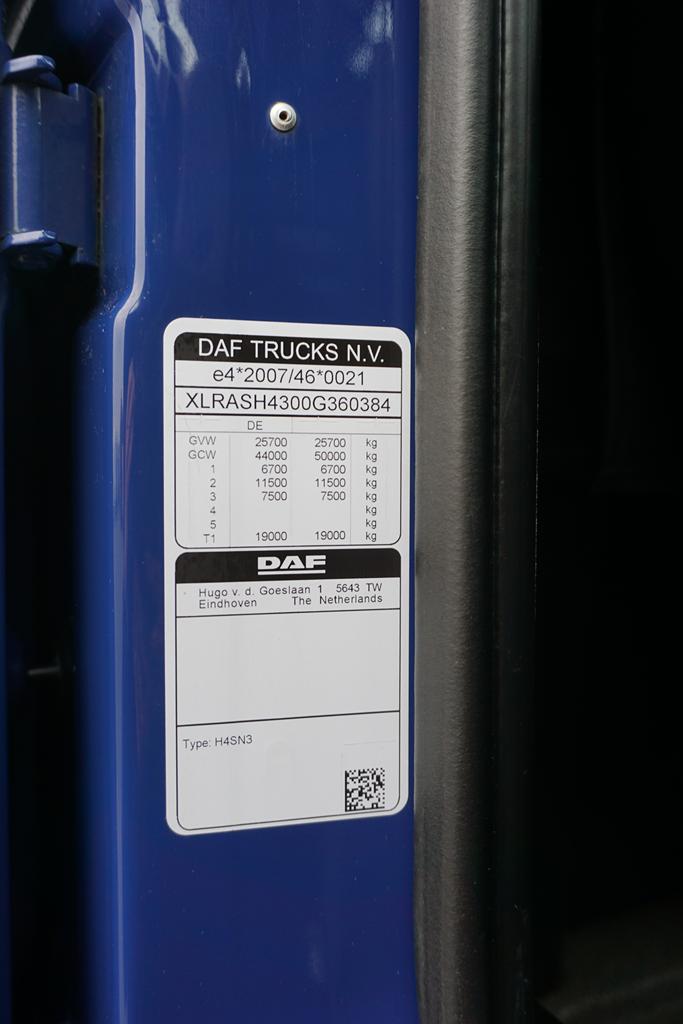 DAF TRUCKS N.V.
e4*2007/46*0021
XLRASH4300G360384
DE
GVW 25700 25700 kg
GCW 44000 50000 kg
1 6700 6700 kg
2 11500 11500 kg
3 7500 7500 kg
4 kg
5 kg
T1 19000 19000 kg
DAF
Hugo v. d. Goeslaan 1 5643 TW
Eindhoven The Netherlands
Type: H4SN3